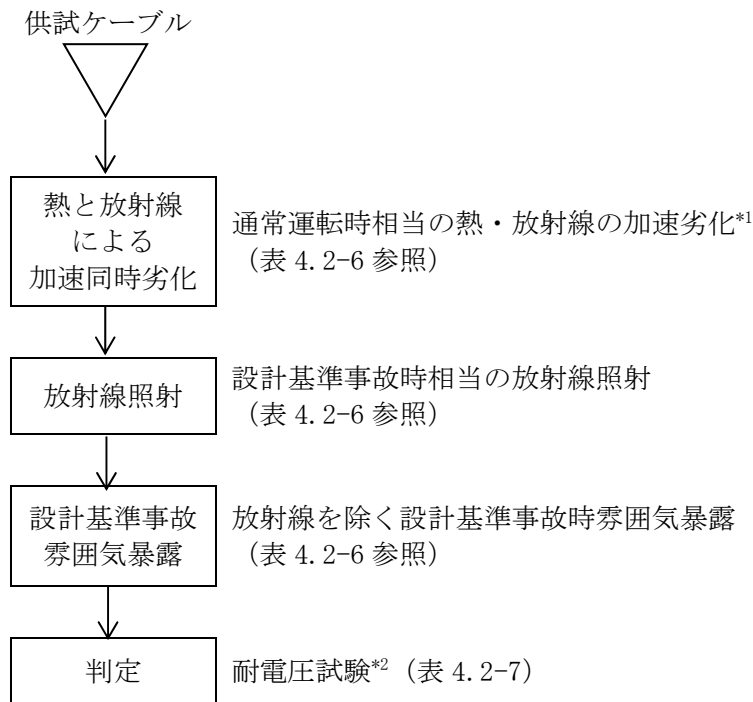 供試ケーブル
熱と放射線
による
加速同時劣化
通常運転時相当の熱・放射線の加速劣化*1
（表 4.2-6 参照）
放射線照射
設計基準事故時相当の放射線照射
（表 4.2-6 参照）
設計基準事故
雰囲気暴露
放射線を除く設計基準事故時雰囲気暴露
（表 4.2-6 参照）
判定
耐電圧試験*2（表 4.2-7）